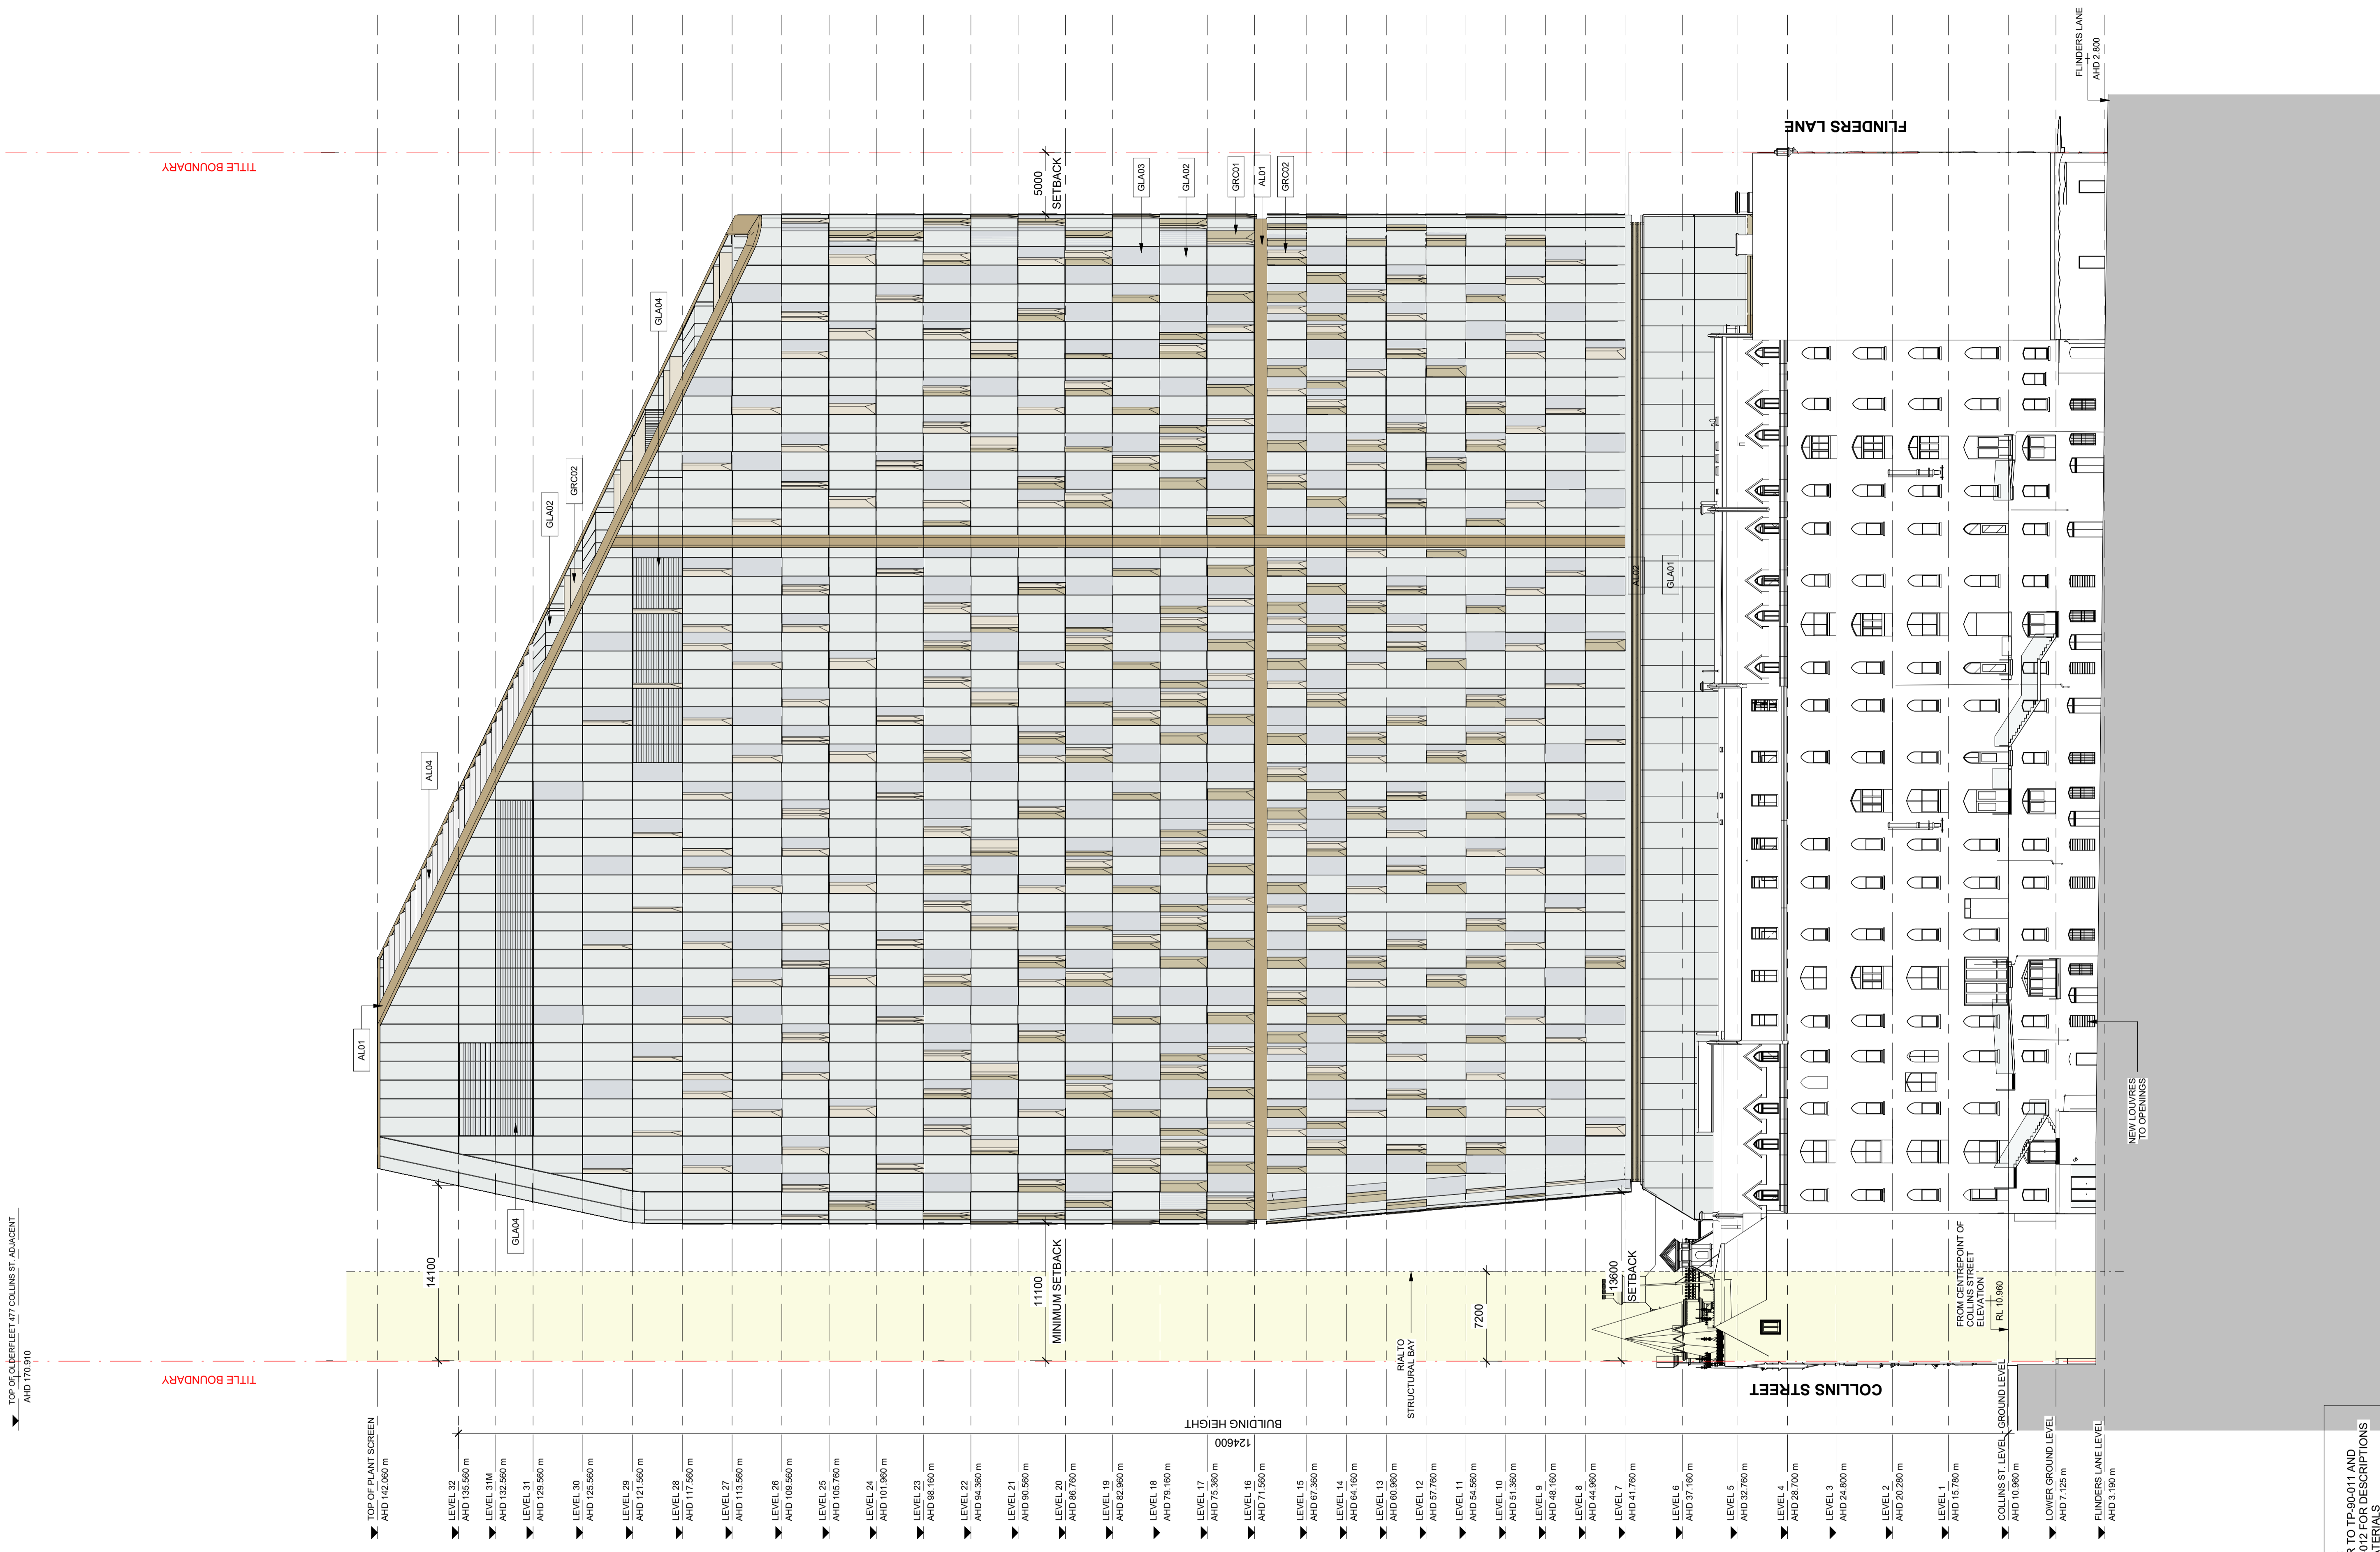 TOP OF OLDERFLEET 477 COLLINS ST. ADJACENT
AHD 170.910
TITLE BOUNDARY
TITLE BOUNDARY
TOP OF PLANT SCREEN
AHD 142.060 m
LEVEL 32
AHD 135.560 m
LEVEL 31M
AHD 132.560 m
LEVEL 31
AHD 129.560 m
LEVEL 30
AHD 125.560 m
LEVEL 29
AHD 121.560 m
LEVEL 28
AHD 117.560 m
LEVEL 27
AHD 113.560 m
LEVEL 26
AHD 109.560 m
LEVEL 25
AHD 105.760 m
LEVEL 24
AHD 101.960 m
LEVEL 23
AHD 98.160 m
LEVEL 22
AHD 94.360 m
LEVEL 21
AHD 90.560 m
LEVEL 20
AHD 86.760 m
LEVEL 19
AHD 82.960 m
LEVEL 18
AHD 79.160 m
LEVEL 17
AHD 75.360 m
LEVEL 16
AHD 71.560 m
LEVEL 15
AHD 67.360 m
LEVEL 14
AHD 64.160 m
LEVEL 13
AHD 60.960 m
LEVEL 12
AHD 57.760 m
LEVEL 11
AHD 54.560 m
LEVEL 10
AHD 51.360 m
LEVEL 9
AHD 48.160 m
LEVEL 8
AHD 44.960 m
LEVEL 7
AHD 41.760 m
LEVEL 6
AHD 37.160 m
LEVEL 5
AHD 32.760 m
LEVEL 4
AHD 28.700 m
LEVEL 3
AHD 24.800 m
LEVEL 2
AHD 20.280 m
LEVEL 1
AHD 15.780 m
COLLINS ST. LEVEL - GROUND LEVEL
AHD 10.960 m
LOWER GROUND LEVEL
AHD 7.125 m
FLINDERS LANE LEVEL
AHD 3.190 m
124600
BUILDING HEIGHT
AL01
AL04
GLA02
GRC02
GLA04
GLA04
14100
11100
MINIMUM SETBACK
5000
SETBACK
GLA03
GLA02
GRC01
AL01
GRC02
RIALTO
STRUCTURAL BAY
7200
13600
SETBACK
AL02
GLA01
COLLINS STREET
FLINDERS LANE
FROM CENTREPOINT OF
COLLINS STREET
ELEVATION
RL 10.960
FLINDERS LANE
AHD 2.800
NEW LOUVRES
TO OPENINGS
R TO TP-90-011 AND
012 FOR DESCRIPTIONS
TERIALS